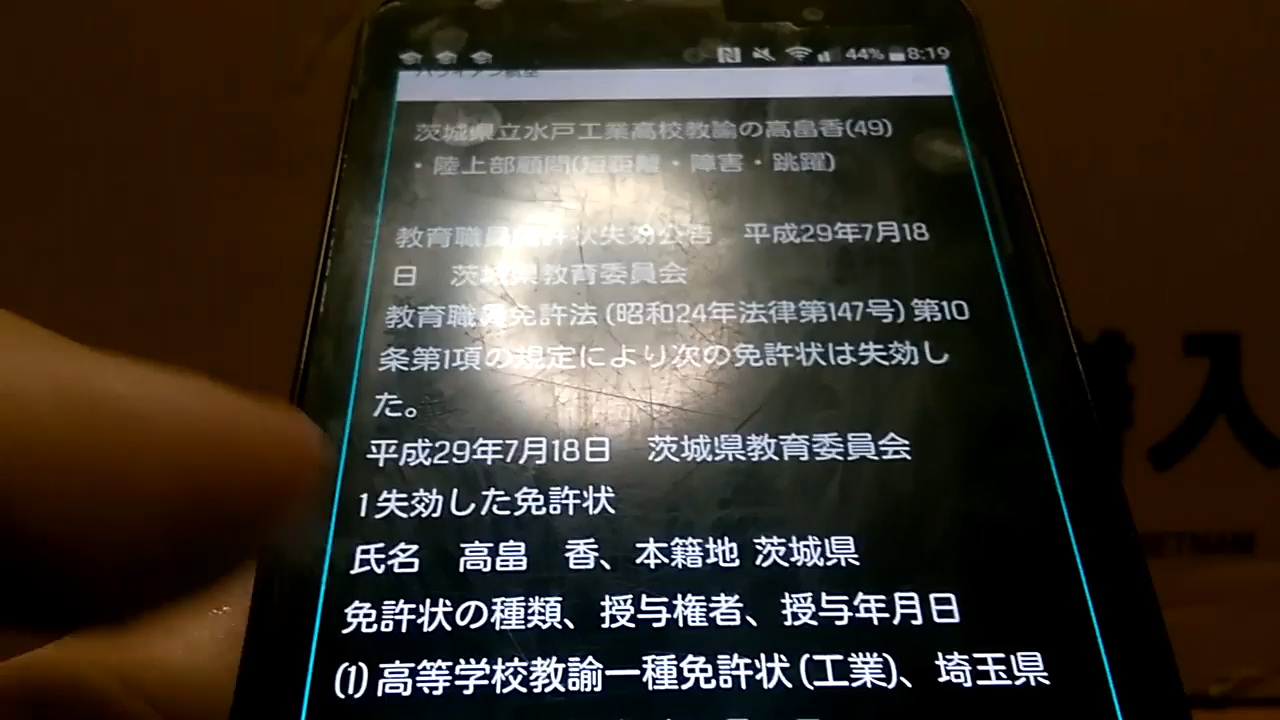 44% 8:19
茨城県立水戸工業高校教諭の高畠香(49)
・陸上部顧問(短距離・障害・跳躍)
教育職員免許状失効公告 平成29年7月18
日 茨城県教育委員会
教育職員免許法(昭和24年法律第147号)第10
条第1項の規定により次の免許状は失効し
た。
平成29年7月18日 茨城県教育委員会
1失効した免許状
氏名 高畠 香、本籍地 茨城県
免許状の種類、授与権者、授与年月日
(1)高等学校教諭一種免許状(工業)、埼玉県
入